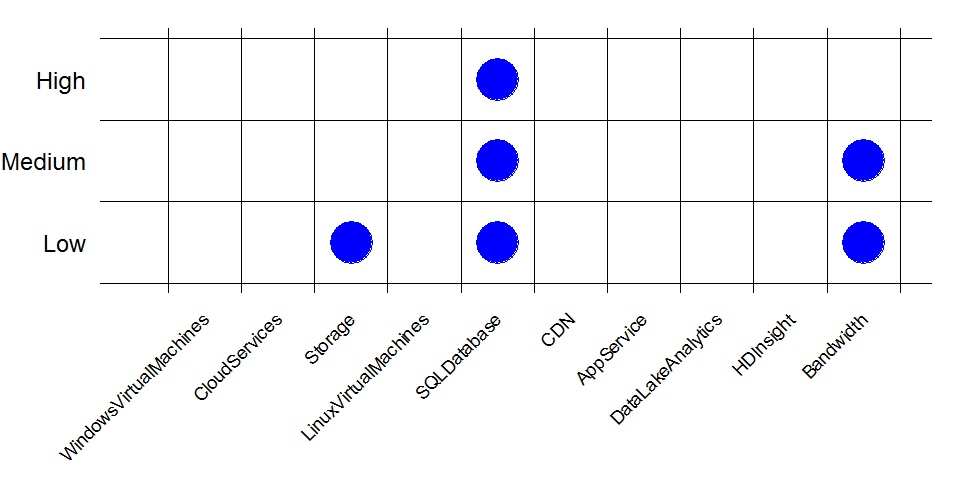 High
Medium
Low
WindowsVirtualMachines
CloudServices
Storage
LinuxVirtualMachines
SQLDatabase
CDN
AppService
DataLakeAnalytics
HDInsight
Bandwidth